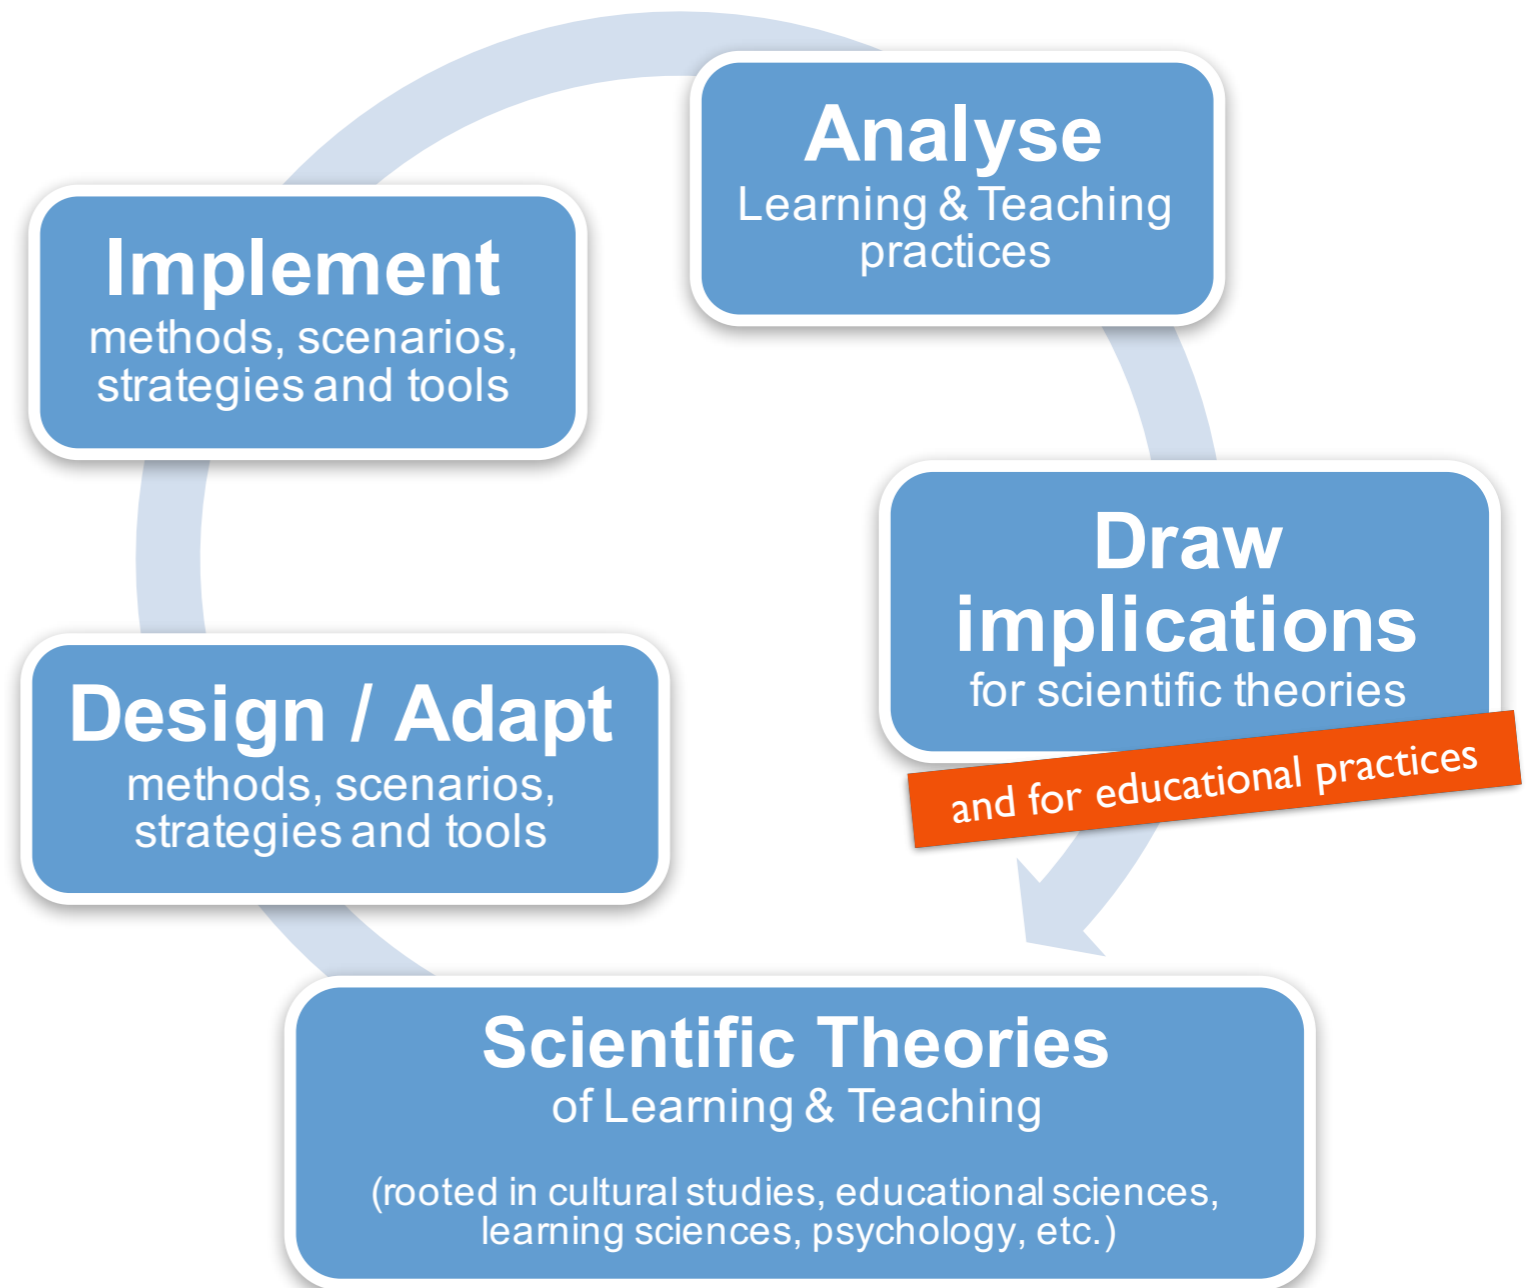 Analyse
Learning & Teaching
practices
Implement
methods, scenarios,
strategies and tools
Draw
implications
for scientific theories
and for educational practices
Design / Adapt
methods, scenarios,
strategies and tools
Scientific Theories
of Learning & Teaching
(rooted in cultural studies, educational sciences,
learning sciences, psychology, etc.)